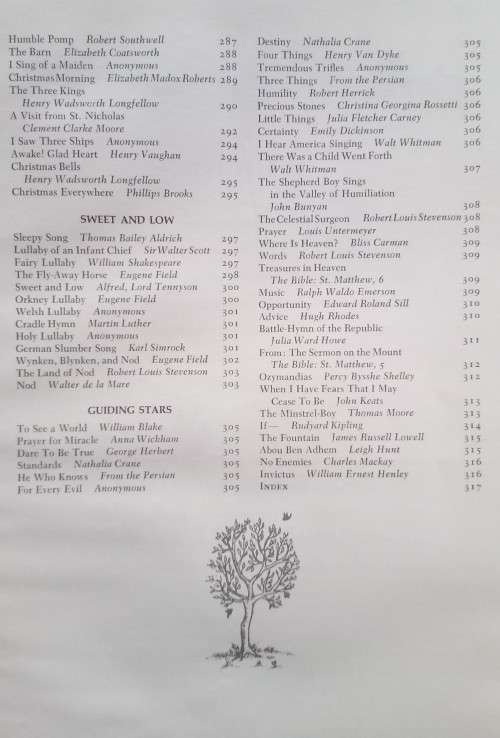 Humble Pomp Robert Southwell 287
The Barn Elizabeth Coatsworth 288
I Sing of a Maiden Anonymous 288
Christmas Morning Elizabeth Madox Roberts 289
The Three Kings
Henry Wadsworth Longfellow 290
A Visit from St. Nicholas
Clement Clarke Moore 292
I Saw Three Ships Anonymous 294
Awake! Glad Heart Henry Vaughan 294
Christmas Bells
Henry Wadsworth Longfellow 295
Christmas Everywhere Phillips Brooks 295
SWEET AND LOW
Sleepy Song Thomas Bailey Aldrich 297
Lullaby of an Infant Chief Sir Walter Scott 297
Fairy Lullaby William Shakespeare 297
The Fly-Away Horse Eugene Field 298
Sweet and Low Alfred, Lord Tennyson 300
Orkney Lullaby Eugene Field 300
Welsh Lullaby Anonymous 301
Cradle Hymn Martin Luther 301
Holy Lullaby Anonymous 301
German Slumber Song Karl Simrock 301
Wynken, Blynken, and Nod Eugene Field 302
The Land of Nod Robert Louis Stevenson 303
Nod Walter de la Mare 303
GUIDING STARS
To See a World William Blake 305
Prayer for Miracle Anna Wickham 305
Dare To Be True George Herbert 305
Standards Nathalia Crane 305
He Who Knows From the Persian 305
For Every Evil Anonymous 305
Destiny Nathalia Crane 305
Four Things Henry Van Dyke 305
Tremendous Trifles Anonymous 305
Three Things From the Persian 306
Humility Robert Herrick 306
Precious Stones Christina Georgina Rossetti 306
Little Things Julia Fletcher Carney 306
Certainty Emily Dickinson 306
I Hear America Singing Walt Whitman 306
There Was a Child Went Forth
Walt Whitman 307
The Shepherd Boy Sings
in the Valley of Humiliation
John Bunyan 308
The Celestial Surgeon Robert Louis Stevenson 308
Prayer Louis Untermeyer 308
Where Is Heaven? Bliss Carman 309
Words Robert Louis Stevenson 309
Treasures in Heaven
The Bible: St. Matthew, 6 309
Music Ralph Waldo Emerson 309
Opportunity Edward Roland Sill 310
Advice Hugh Rhodes 310
Battle-Hymn of the Republic
Julia Ward Howe 311
From: The Sermon on the Mount
The Bible: St. Matthew, 5 312
Ozymandias Percy Bysshe Shelley 312
When I Have Fears That I May
Cease To Be John Keats 313
The Minstrel-Boy Thomas Moore 313
If— Rudyard Kipling 314
The Fountain James Russell Lowell 315
Abou Ben Adhem Leigh Hunt 315
No Enemies Charles Mackay 316
Invictus William Ernest Henley 316
INDEX 317